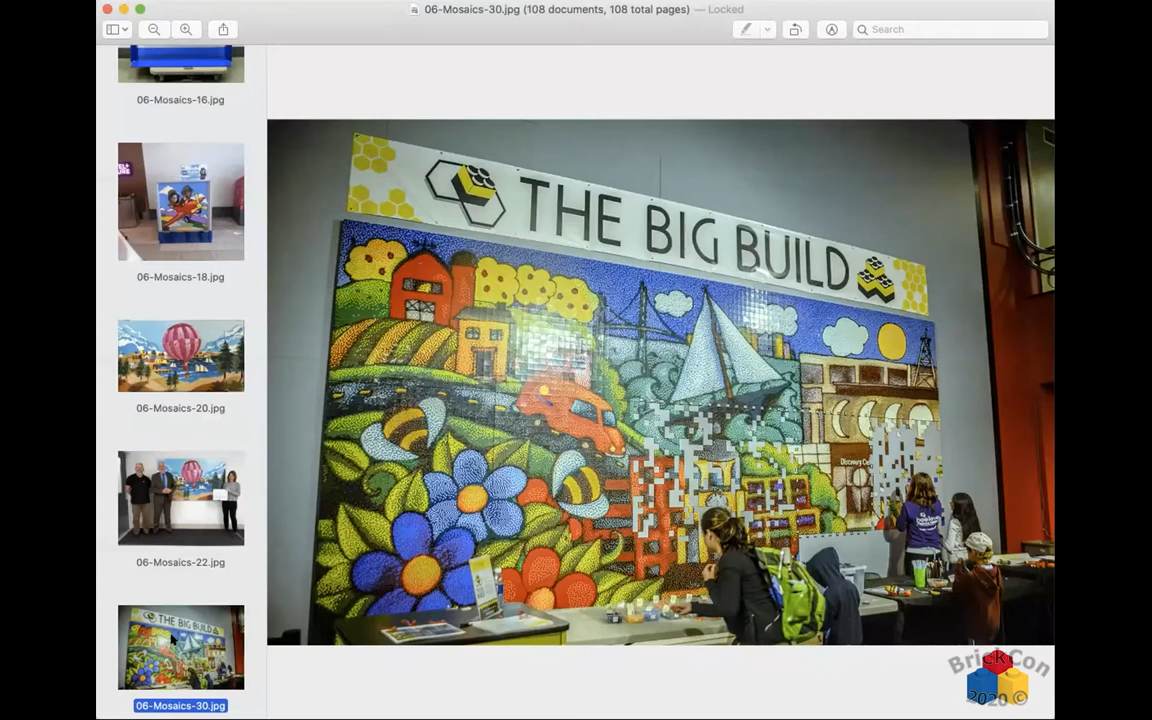 06-Mosaics-30.jpg (108 documents, 108 total pages) — Locked
Search
06-Mosaics-16.jpg
06-Mosaics-18.jpg
06-Mosaics-20.jpg
06-Mosaics-22.jpg
THE BIG BUILD
06-Mosaics-30.jpg
THE BIG BUILD
Discovery Center
BrickCon
2020 ©